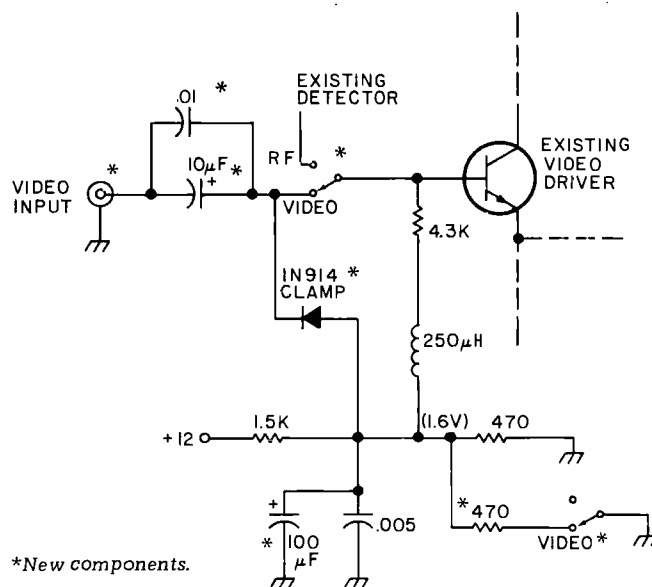 .01 *
EXISTING
DETECTOR
RF
*
10µF *
+
VIDEO
INPUT
*
VIDEO
EXISTING
VIDEO
DRIVER
4.3K
IN914 *
CLAMP
250µH
+12
1.5K
(1.6V)
470
+
*
100
µF
.005
* 470
VIDEO *
*New components.